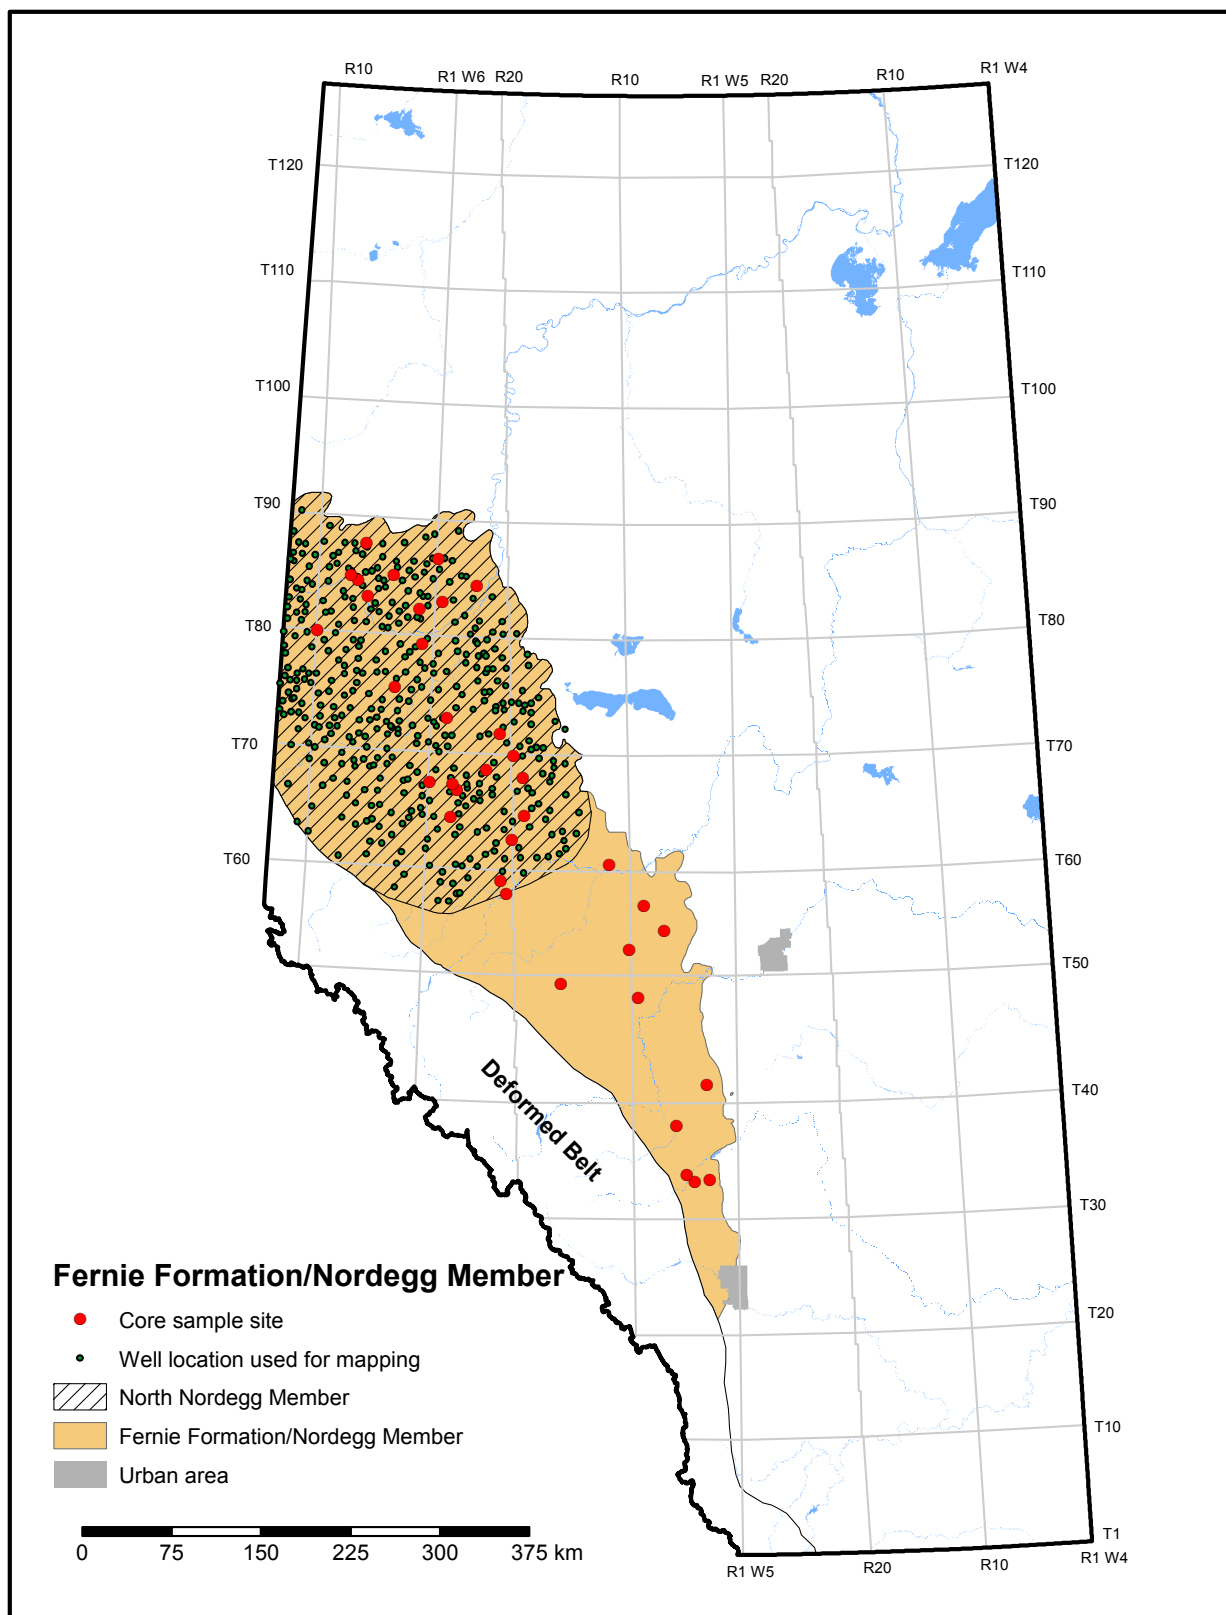 R10 R1 W6 R20 R10 R1 W5 R20 R10 R1 W4
T120 T120
T110 T110
T100 T100
T90 T90
T80 T80
T70 T70
T60 T60
T50
Deformed Belt
T40
T30
Fernie Formation/Nordegg Member
Core sample site
T20
Well location used for mapping
North Nordegg Member
T10
Fernie Formation/Nordegg Member
Urban area
0 75 150 225 300 375 km
T1
R1 W5 R20 R10 R1 W4